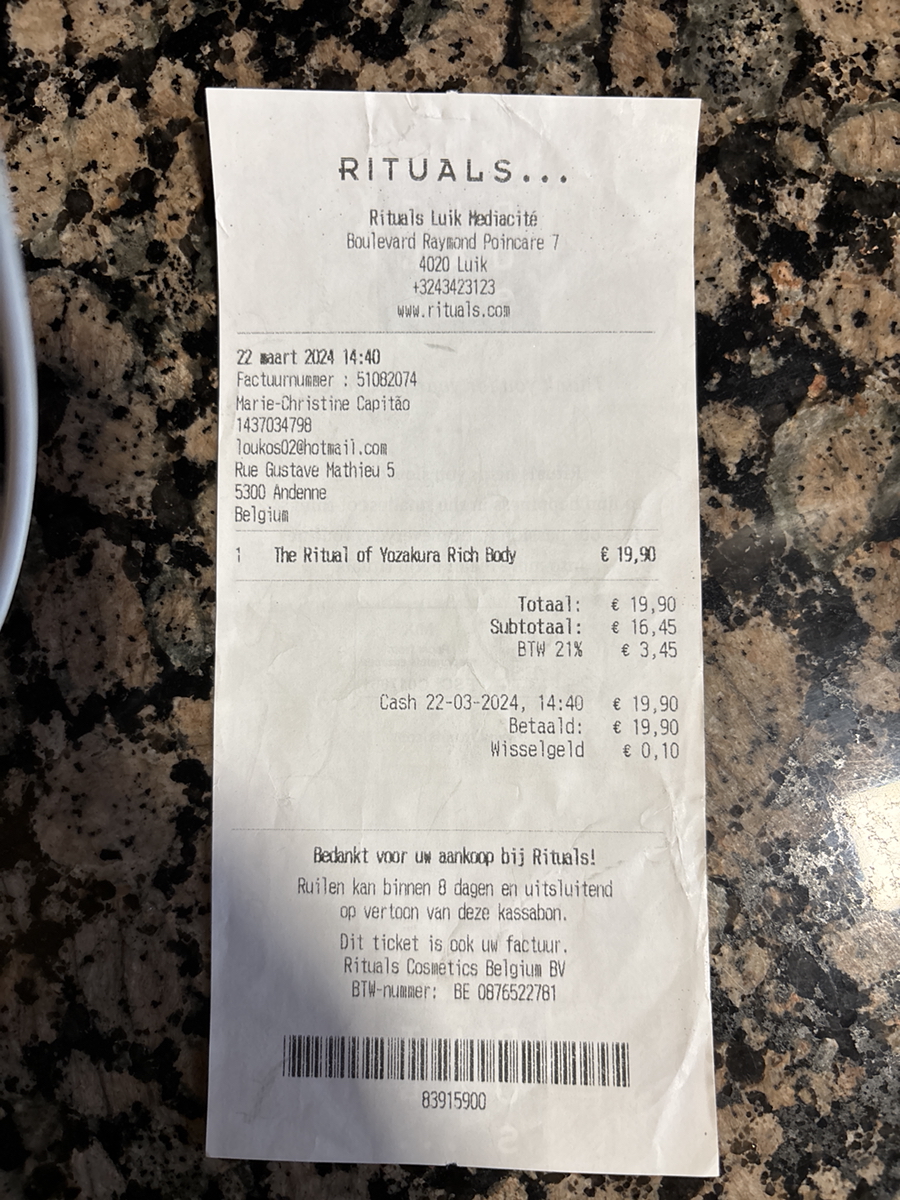 RITUALS...
Rituals Luik Mediacité
Boulevard Raymond Poincare 7
4020 Luik
+3243423123
www.rituals.com
22 maart 2024 14:40
Factuurnummer : 51082074
Marie-Christine Capitão
1437034798
loukos02@hotmail.com
Rue Gustave Mathieu 5
5300 Andenne
Belgium
1 The Ritual of Yozakura Rich Body € 19,90
Totaal: € 19,90
Subtotaal: € 16,45
BTW 21% € 3,45
Cash 22-03-2024, 14:40 € 19,90
Betaald: € 19,90
Wisselgeld € 0,10
Bedankt voor uw aankoop bij Rituals!
Ruilen kan binnen 8 dagen en uitsluitend
op vertoon van deze kassabon.
Dit ticket is ook uw factuur.
Rituals Cosmetics Belgium BV
BTW-nummer: BE 0876522781
83915900